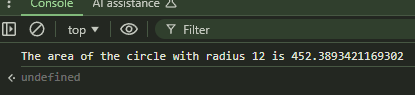 Console
AI assistance
top
Filter
The area of the circle with radius 12 is 452.3893421169302
undefined